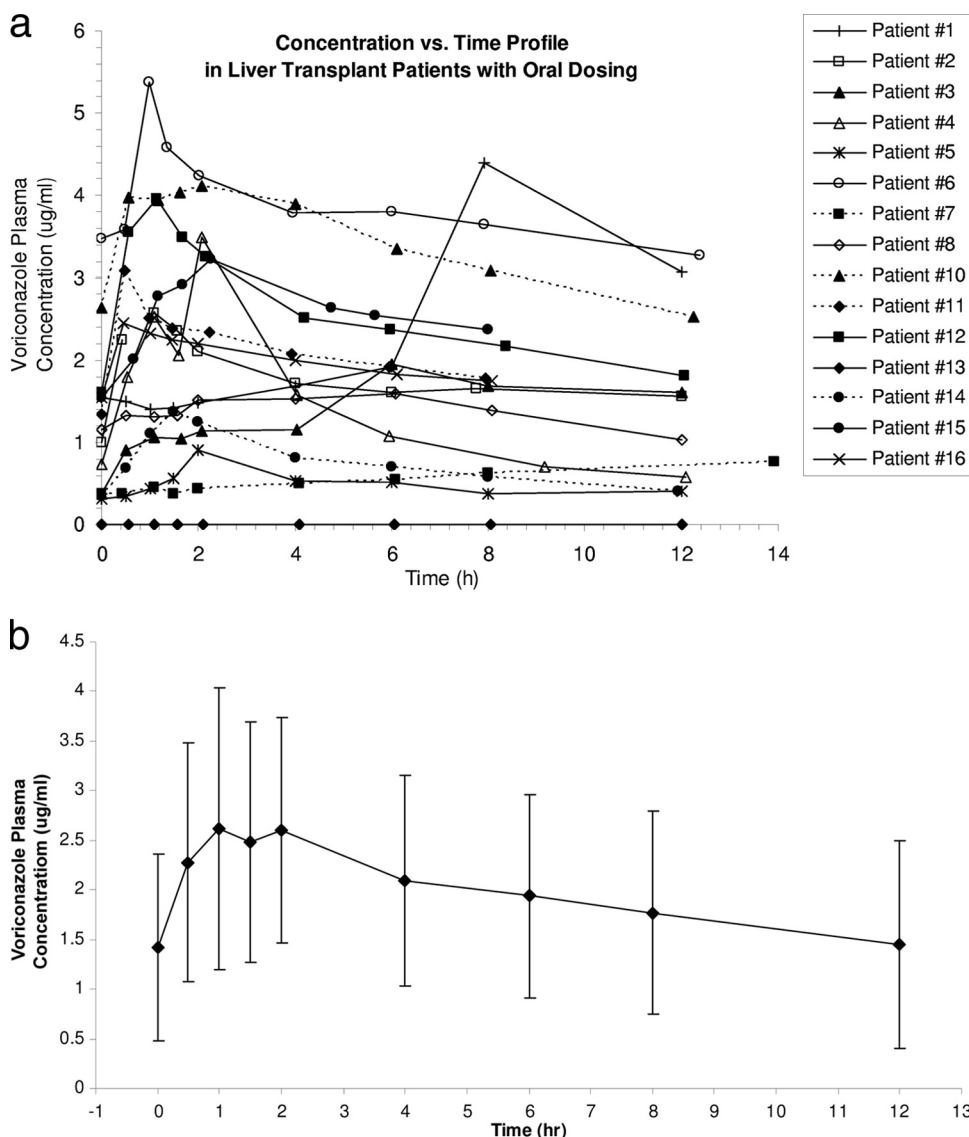 a
Concentration vs. Time Profile
in Liver Transplant Patients with Oral Dosing
Voriconazole Plasma
Concentration (ug/ml)
6
5
4
3
2
1
0
0 2 4 6 8 10 12 14
Time (h)
Patient #1
Patient #2
Patient #3
Patient #4
Patient #5
Patient #6
Patient #7
Patient #8
Patient #10
Patient #11
Patient #12
Patient #13
Patient #14
Patient #15
Patient #16
b
Voriconazole Plasma
Concentratiom (ug/ml)
4.5
4
3.5
3
2.5
2
1.5
1
0.5
0
-1 0 1 2 3 4 5 6 7 8 9 10 11 12 13
Time (hr)